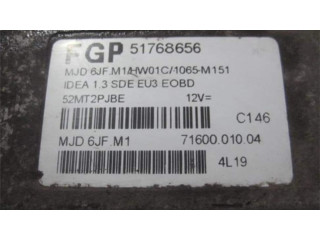 FGP 51768656
MJD 6JF.M1 HW01C/1065-M151
IDEA 1.3 SDE EU3 EOBD
52MT2PJBE 12V=
C146
MJD 6JF.M1 71600.010.04
4L19